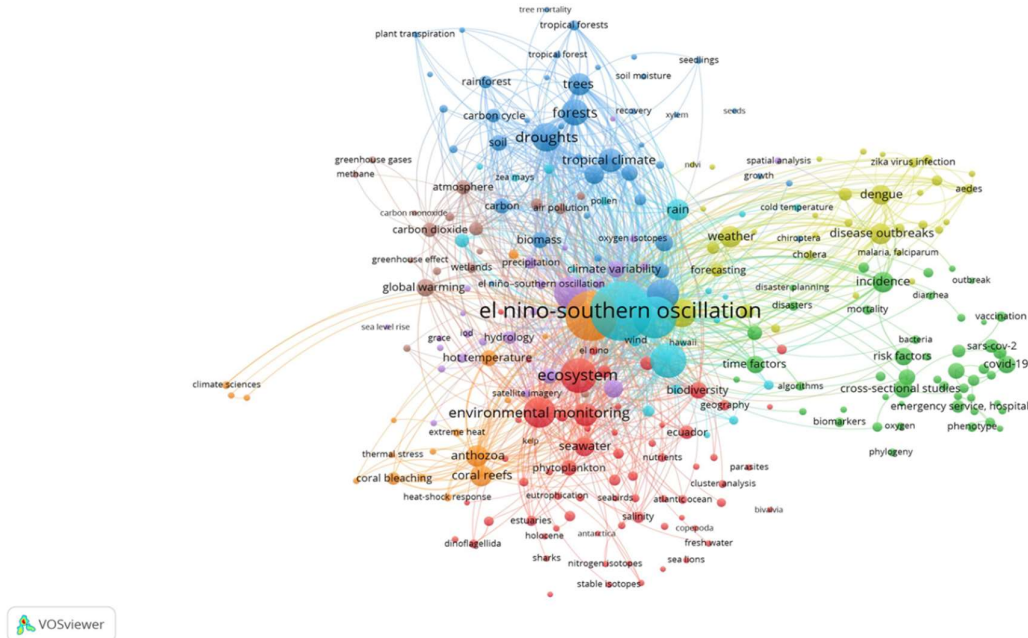 tree mortality
tropical forests
plant transpiration
tropical forest
seedlings
rainforest
trees
soil moisture
carbon cycle
forests
recovery
xylem
seeds
droughts
soil
greenhouse gases
tropical climate
ndvi
spatial analysis
zika virus infection
methane
zea mays
growth
atmosphere
dengue
aedes
carbon monoxide
carbon
air pollution
pollen
rain
cold temperature
carbon dioxide
biomass
oxygen isotopes
weather
chiroptera
disease outbreaks
greenhouse effect
wetlands
precipitation
climate variability
forecasting
cholera
malaria, falciparum
global warming
el niño–southern oscillation
disaster planning
incidence
outbreak
diarrhea
el nino-southern oscillation
disasters
mortality
vaccination
sea level rise
grace
iod
hydrology
wind
hawaii
bacteria
sars-cov-2
hot temperature
el nino
time factors
risk factors
covid-19
climate sciences
ecosystem
satellite imagery
biodiversity
algorithms
cross-sectional studies
environmental monitoring
geography
emergency service, hospital
extreme heat
kelp
seawater
ecuador
biomarkers
oxygen
phenotype
thermal stress
anthozoa
nutrients
phylogeny
coral bleaching
coral reefs
phytoplankton
parasites
cluster analysis
heat-shock response
eutrophication
seabirds
atlantic ocean
bivalvia
estuaries
salinity
holocene
antarctica
copepoda
dinoflagellida
fresh water
sharks
nitrogen isotopes
sea lions
stable isotopes
VOSviewer